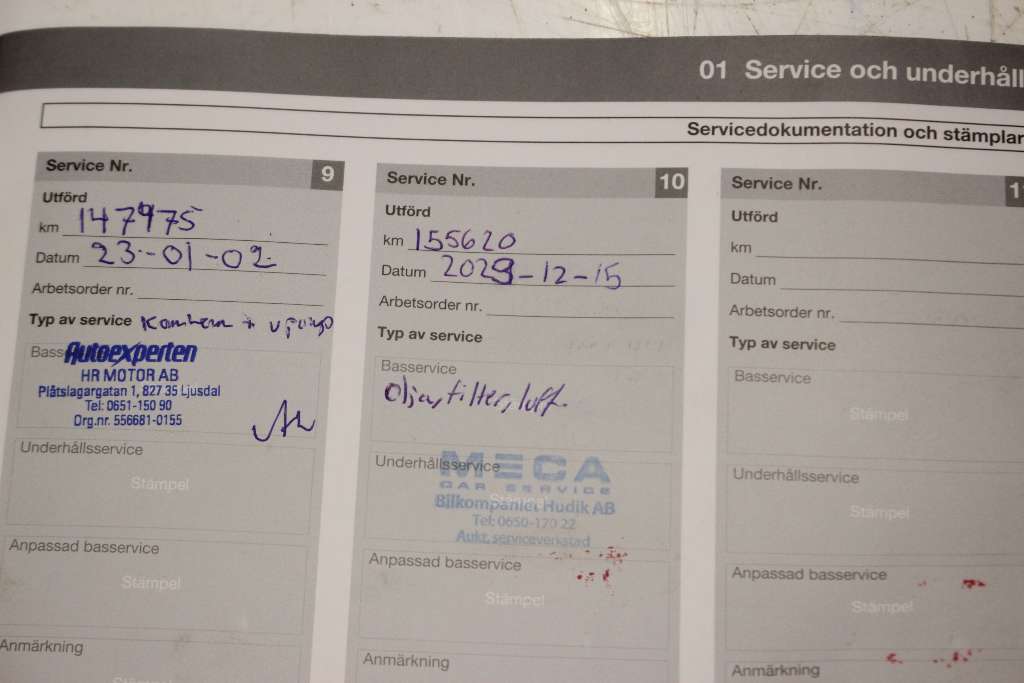 01 Service och underhåll
Servicedokumentation och stämplar
Service Nr. 9
Utförd
km 147975
Datum 23-01-02
Arbetsorder nr.
Typ av service Kamrem +
Basservice
Autoexperten
HR MOTOR AB
Plåtslagargatan 1, 827 35 Ljusdal
Tel: 0651-150 90
Org.nr. 556681-0155
Underhållsservice
Stämpel
Anpassad basservice
Stämpel
Anmärkning
Stämpel
Service Nr. 10
Utförd
km 155620
Datum 2023-12-15
Arbetsorder nr.
Typ av service
Basservice
Olja, filter, luft.
Underhållsservice
MECA
CAR SERVICE
Stämpel
Bilkompaniet Hudik AB
Tel: 0650-170 22
Aukt. serviceverkstad
Anpassad basservice
Stämpel
Anmärkning
Service Nr. 1
Utförd
km
Datum
Arbetsorder nr.
Typ av service
Basservice
Stämpel
Underhållsservice
Stämpel
Anpassad basservice
Stämpel
Anmärkning